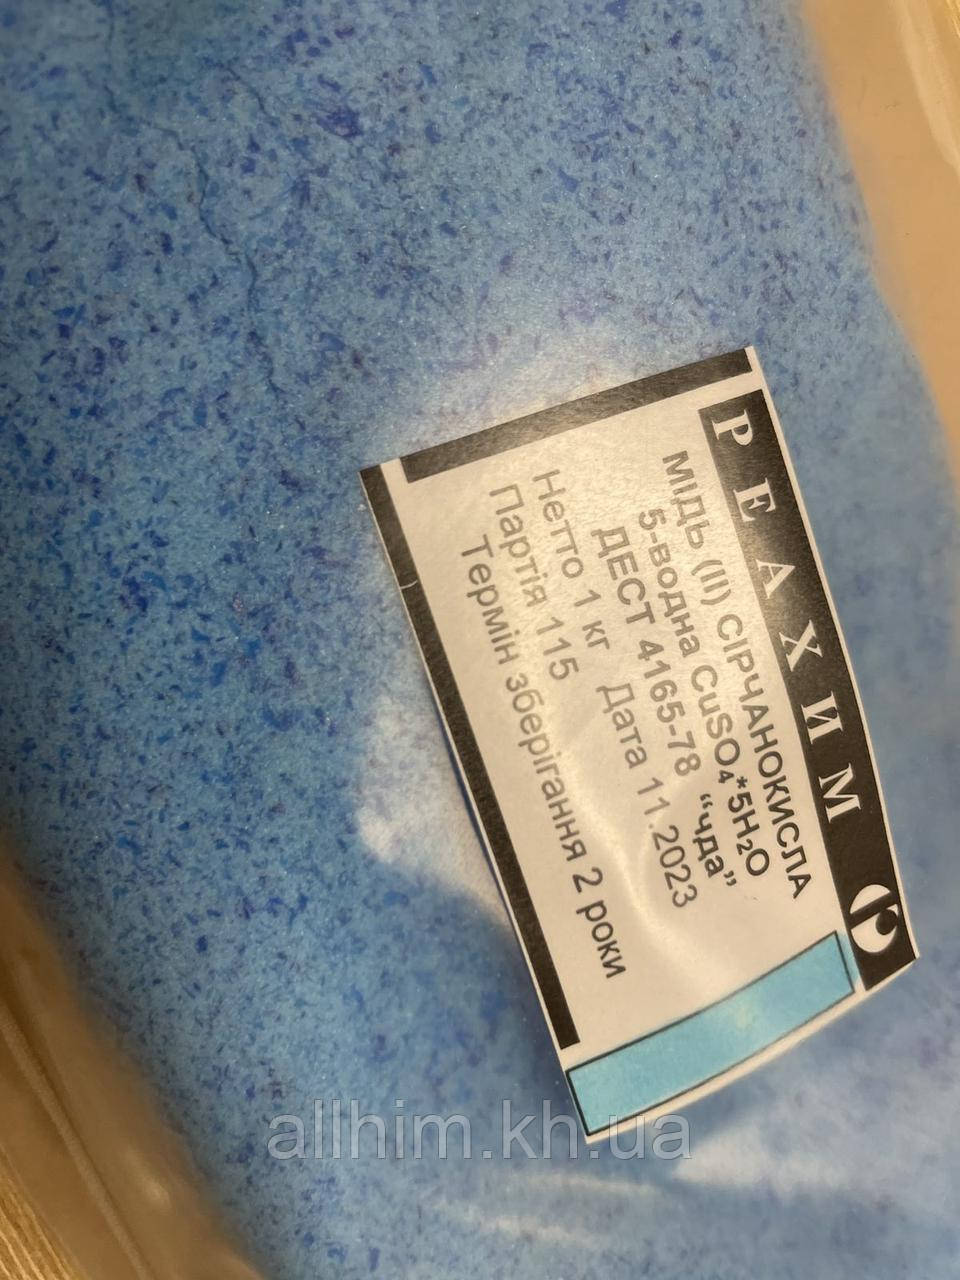 РЕАХИМ
МІДЬ (II) СІРЧАНОКИСЛА
5-водна CuSO₄*5H₂O
ДЕСТ 4165-78 “чда”
Нетто 1 кг Дата 11.2023
Партія 115
Термін зберігання 2 роки
allhim.kh.ua